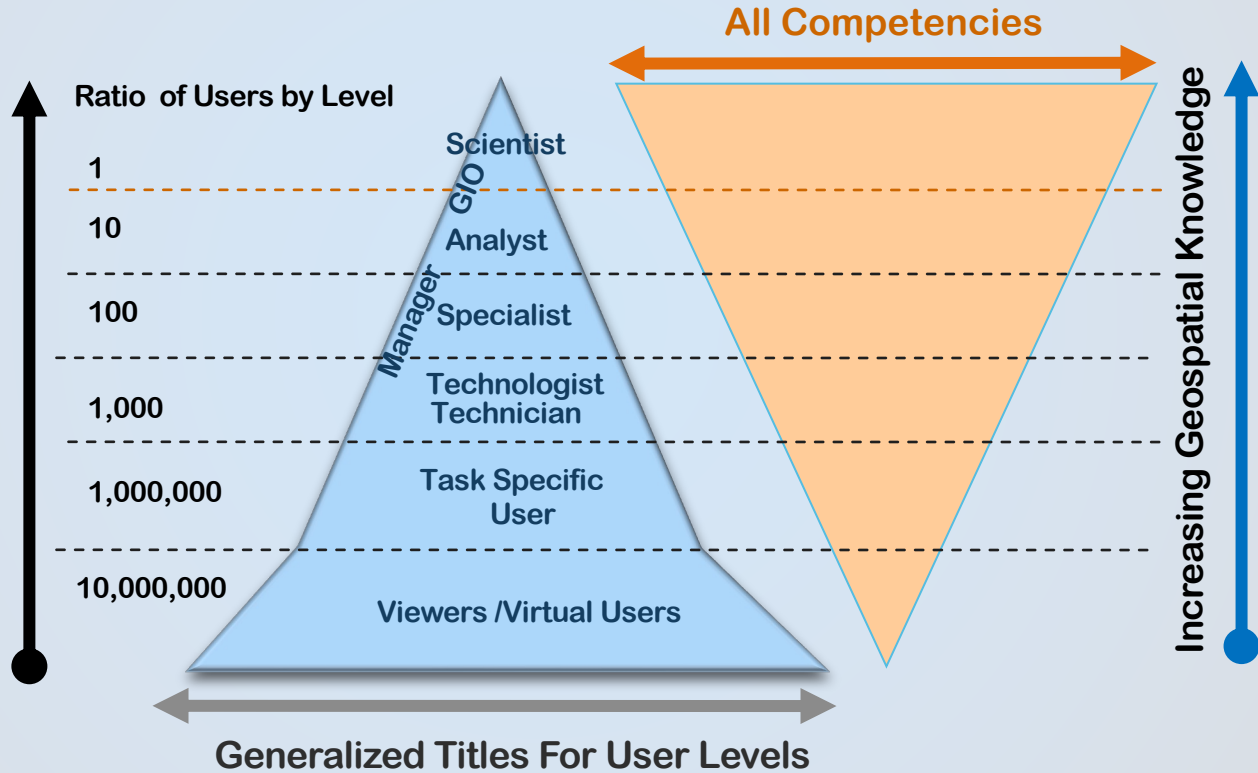 All Competencies
Ratio of Users by Level
1
10
100
1,000
1,000,000
10,000,000
Scientist
GIO
Analyst
Manager
Specialist
Technologist
Technician
Task Specific
User
Viewers /Virtual Users
Increasing Geospatial Knowledge
Generalized Titles For User Levels